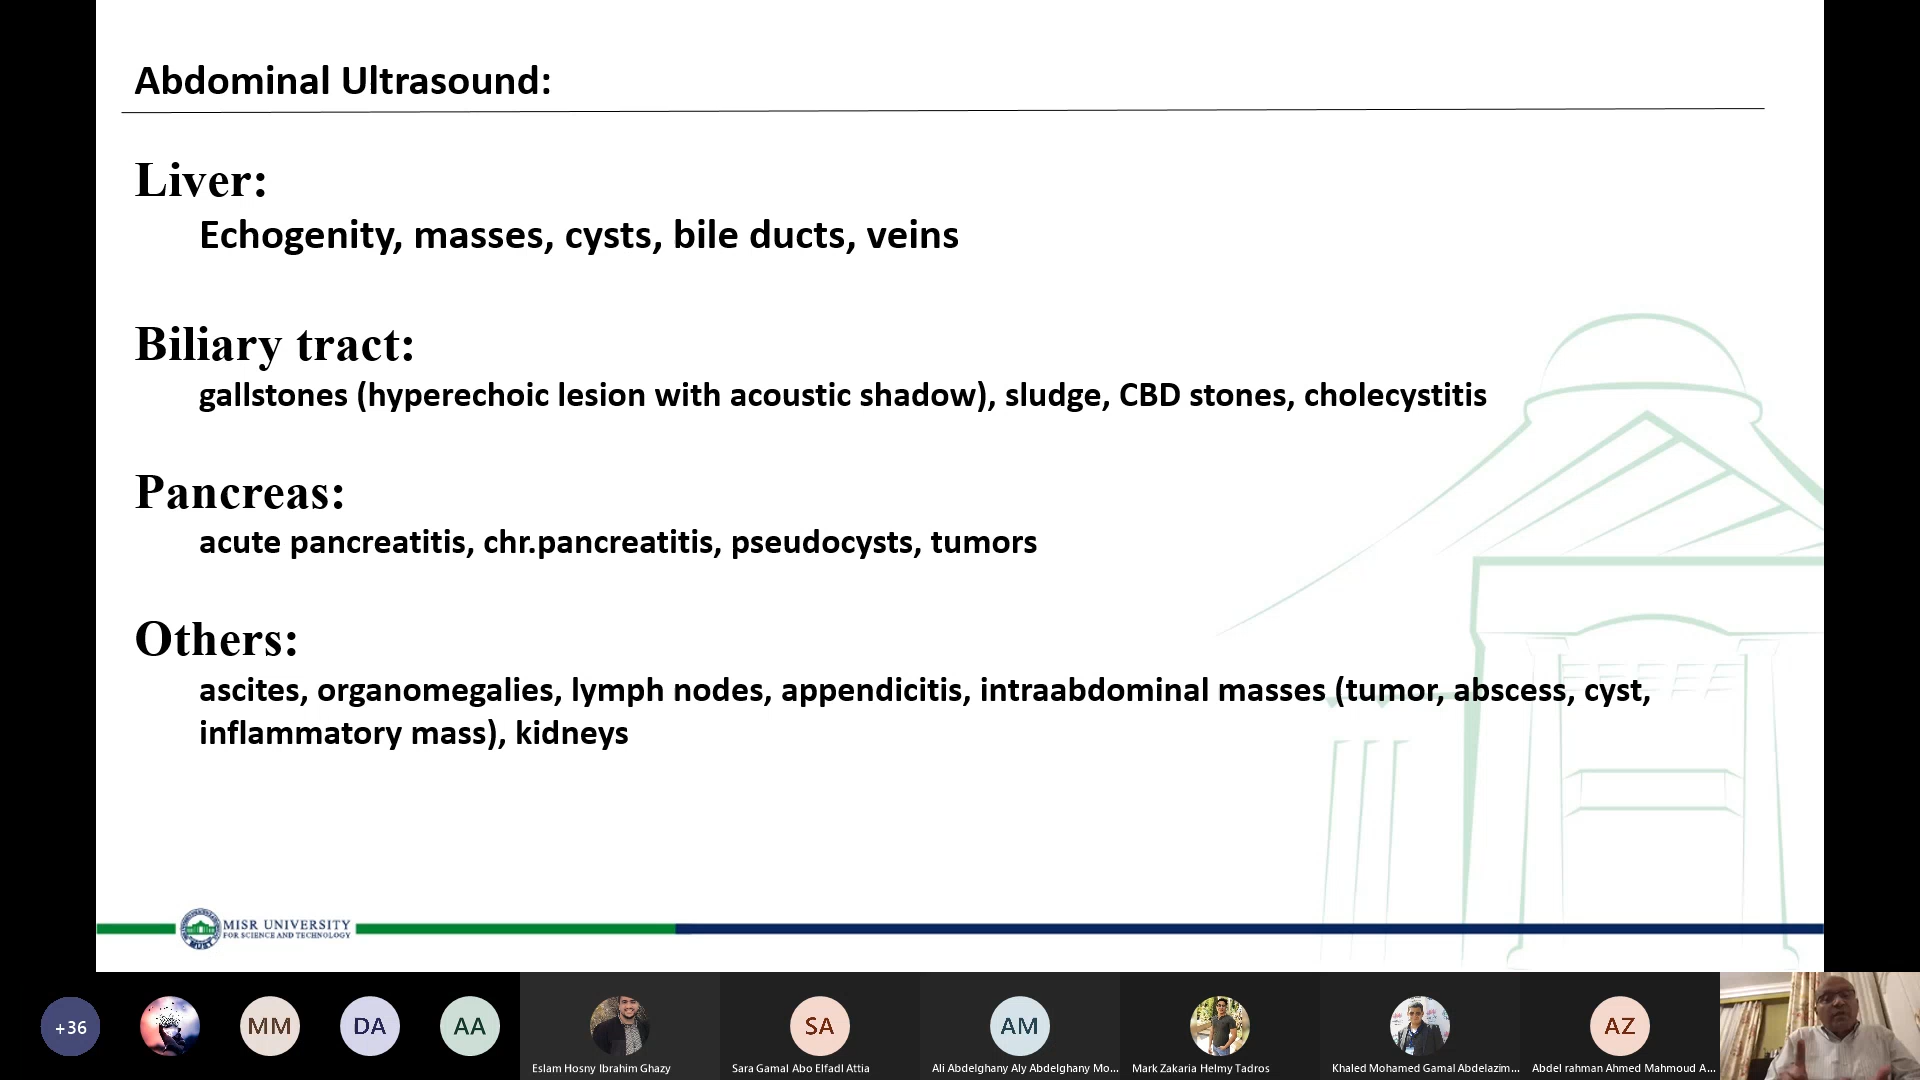 Abdominal Ultrasound:
Liver:
Echogenity, masses, cysts, bile ducts, veins
Biliary tract:
gallstones (hyperechoic lesion with acoustic shadow), sludge, CBD stones, cholecystitis
Pancreas:
acute pancreatitis, chr.pancreatitis, pseudocysts, tumors
Others:
ascites, organomegalies, lymph nodes, appendicitis, intraabdominal masses (tumor, abscess, cyst,
inflammatory mass), kidneys
MUST
MISR UNIVERSITY
FOR SCIENCE AND TECHNOLOGY
+36
MM
DA
AA
SA
AM
AZ
Eslam Hosny Ibrahim Ghazy
Sara Gamal Abo Elfadl Attia
Ali Abdelghany Aly Abdelghany Mo...
Mark Zakaria Helmy Tadros
Khaled Mohamed Gamal Abdelazim...
Abdel rahman Ahmed Mahmoud A...